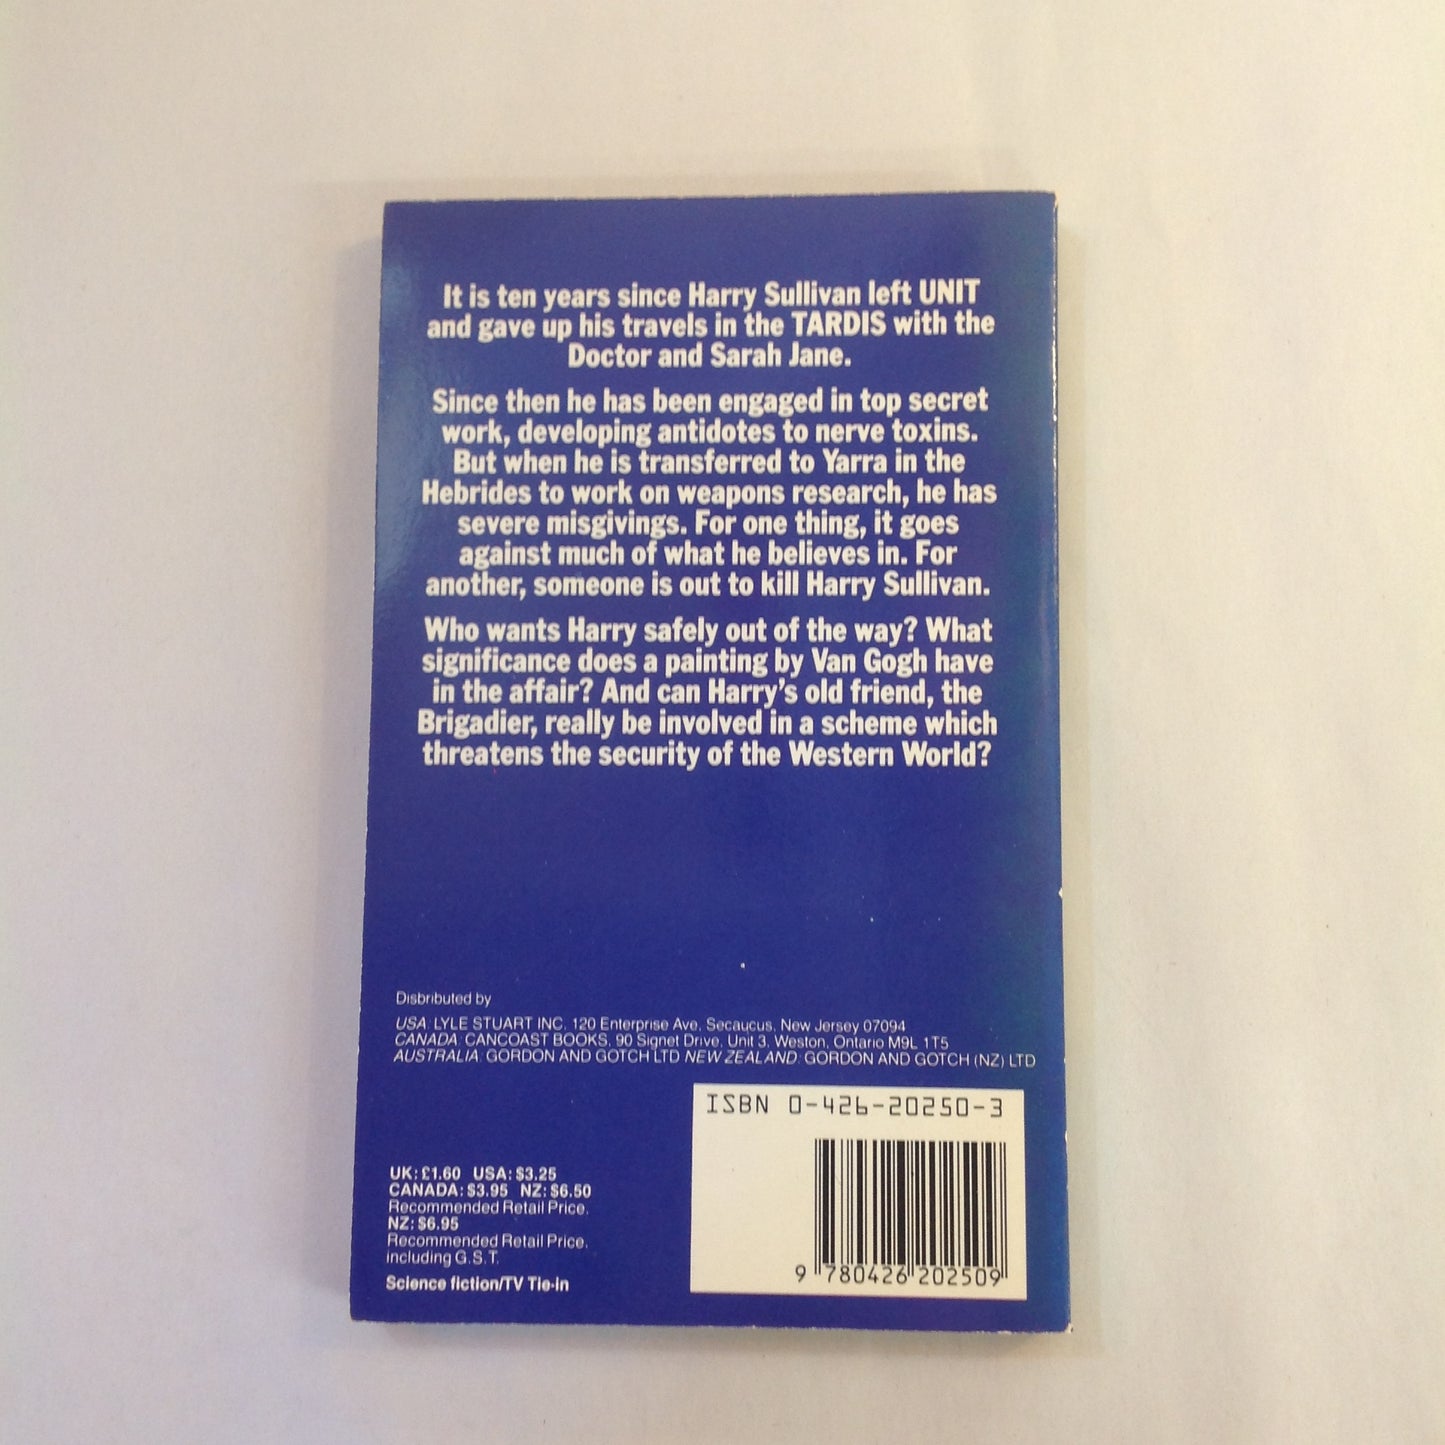 It is ten years since Harry Sullivan left UNIT
and gave up his travels in the TARDIS with the
Doctor and Sarah Jane.
Since then he has been engaged in top secret
work, developing antidotes to nerve toxins.
But when he is transferred to Yarra in the
Hebrides to work on weapons research, he has
severe misgivings. For one thing, it goes
against much of what he believes in. For
another, someone is out to kill Harry Sullivan.
Who wants Harry safely out of the way? What
significance does a painting by Van Gogh have
in the affair? And can Harry's old friend, the
Brigadier, really be involved in a scheme which
threatens the security of the Western World?
Disbributed by
USA: LYLE STUART INC. 120 Enterprise Ave, Secaucus, New Jersey 07094
CANADA: CANCOAST BOOKS, 90 Signet Drive, Unit 3, Weston, Ontario M9L 1T5
AUSTRALIA: GORDON AND GOTCH LTD NEW ZEALAND: GORDON AND GOTCH (NZ) LTD
ISBN 0-426-20250-3
UK: £1.60 USA: $3.25
CANADA: $3.95 NZ: $6.50
Recommended Retail Price.
NZ: $6.95
Recommended Retail Price,
including G.S.T.
Science fiction/TV Tie-in
9 780426 202509